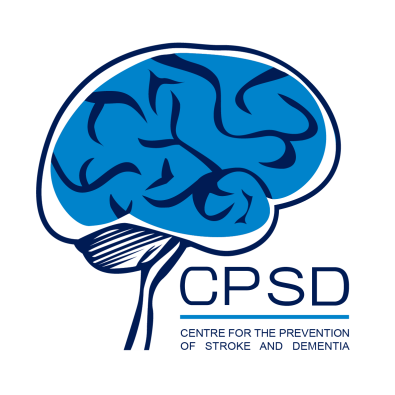 CPSD
CENTRE FOR THE PREVENTION
OF STROKE AND DEMENTIA